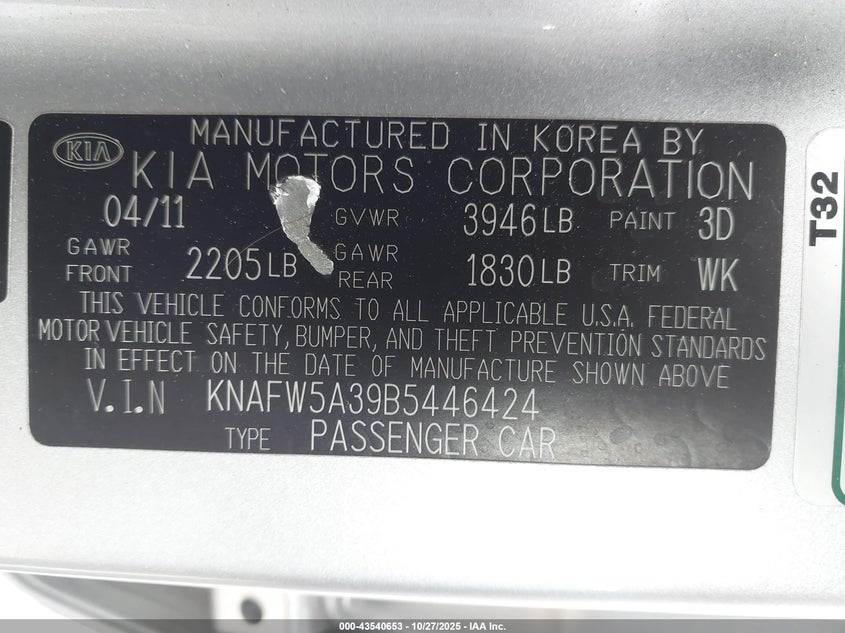 MANUFACTURED IN KOREA BY
KIA KIA MOTORS CORPORATION
04/11 GVWR 3946LB PAINT 3D
GAWR FRONT 2205LB GAWR REAR 1830LB TRIM WK
THIS VEHICLE CONFORMS TO ALL APPLICABLE U.S.A. FEDERAL
MOTOR VEHICLE SAFETY, BUMPER, AND THEFT PREVENTION STANDARDS
IN EFFECT ON THE DATE OF MANUFACTURE SHOWN ABOVE
V.I.N KNAFW5A39B5446424
TYPE PASSENGER CAR
T32
000-43540653 - 10/27/2025 - IAA Inc.